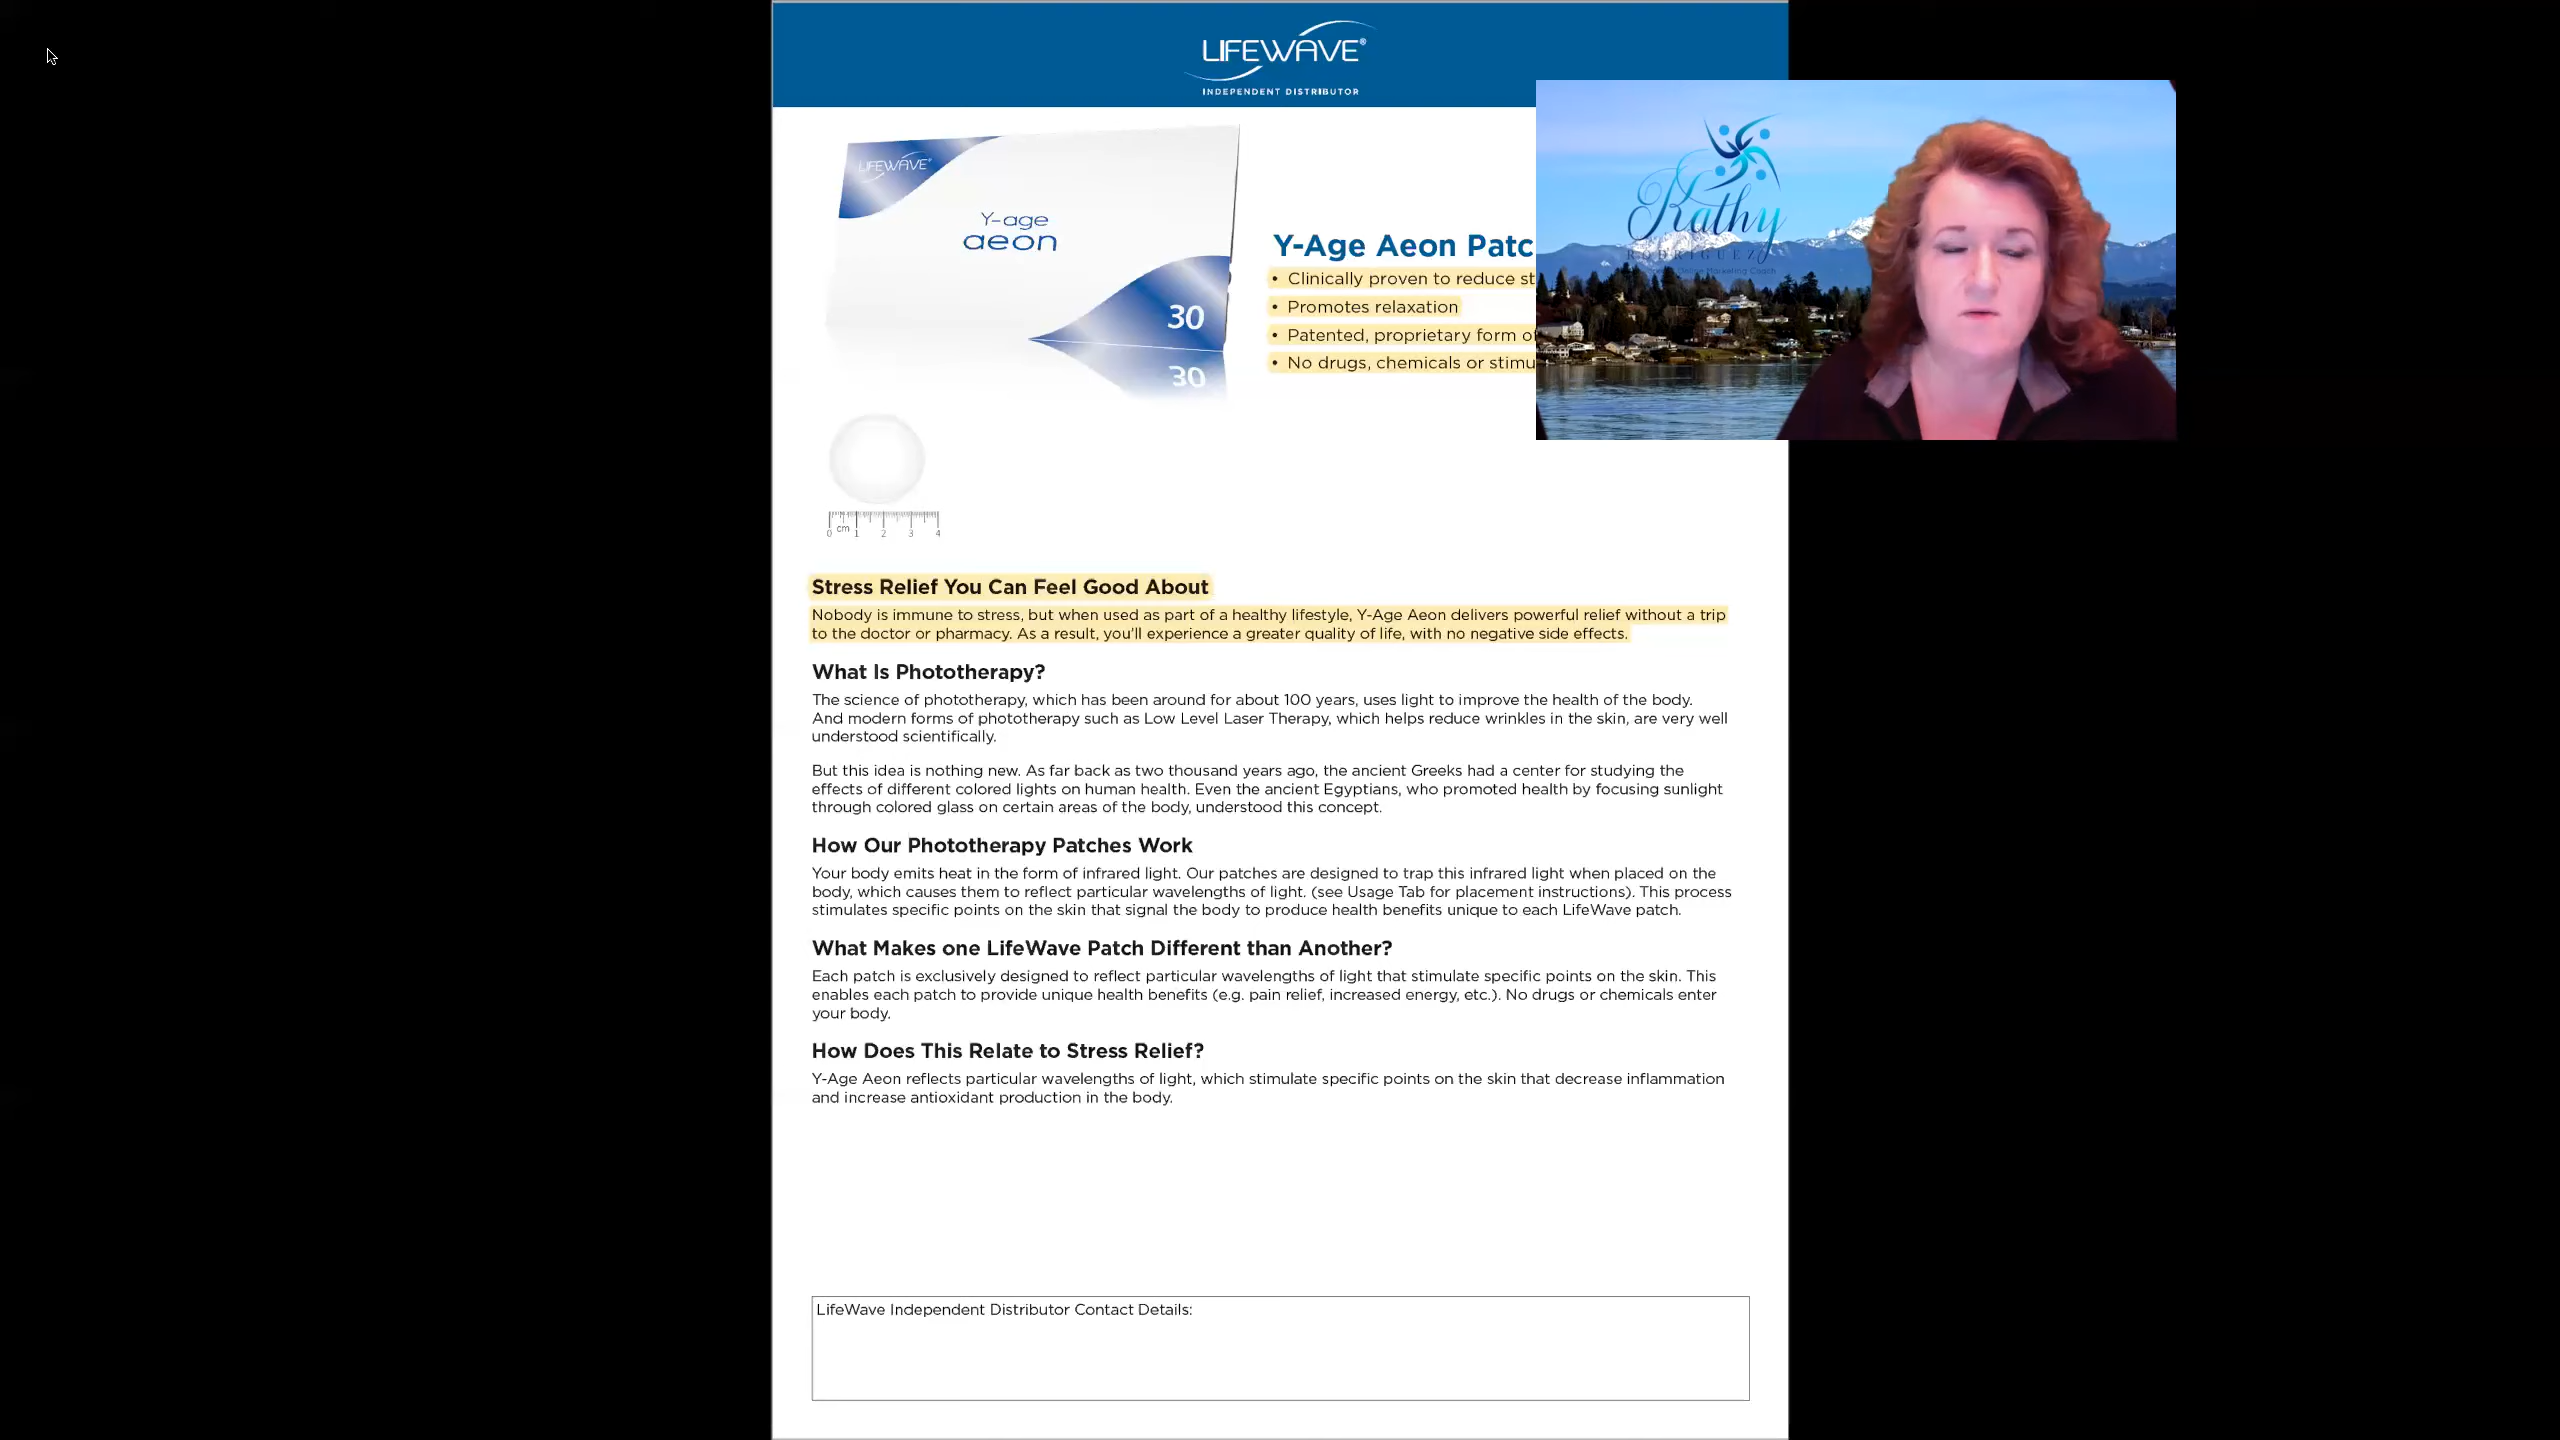 LIFEWAVE®
INDEPENDENT DISTRIBUTOR
LIFEWAVE®
Y-age
aeon
30
30
Y-Age Aeon Patc
• Clinically proven to reduce st
• Promotes relaxation
• Patented, proprietary form of
• No drugs, chemicals or stimu
Kathy
RODRIGUEZ
Online Marketing Coach
0 cm 1 2 3 4
Stress Relief You Can Feel Good About
Nobody is immune to stress, but when used as part of a healthy lifestyle, Y-Age Aeon delivers powerful relief without a trip
to the doctor or pharmacy. As a result, you'll experience a greater quality of life, with no negative side effects.
What Is Phototherapy?
The science of phototherapy, which has been around for about 100 years, uses light to improve the health of the body.
And modern forms of phototherapy such as Low Level Laser Therapy, which helps reduce wrinkles in the skin, are very well
understood scientifically.
But this idea is nothing new. As far back as two thousand years ago, the ancient Greeks had a center for studying the
effects of different colored lights on human health. Even the ancient Egyptians, who promoted health by focusing sunlight
through colored glass on certain areas of the body, understood this concept.
How Our Phototherapy Patches Work
Your body emits heat in the form of infrared light. Our patches are designed to trap this infrared light when placed on the
body, which causes them to reflect particular wavelengths of light. (see Usage Tab for placement instructions). This process
stimulates specific points on the skin that signal the body to produce health benefits unique to each LifeWave patch.
What Makes one LifeWave Patch Different than Another?
Each patch is exclusively designed to reflect particular wavelengths of light that stimulate specific points on the skin. This
enables each patch to provide unique health benefits (e.g. pain relief, increased energy, etc.). No drugs or chemicals enter
your body.
How Does This Relate to Stress Relief?
Y-Age Aeon reflects particular wavelengths of light, which stimulate specific points on the skin that decrease inflammation
and increase antioxidant production in the body.
LifeWave Independent Distributor Contact Details: